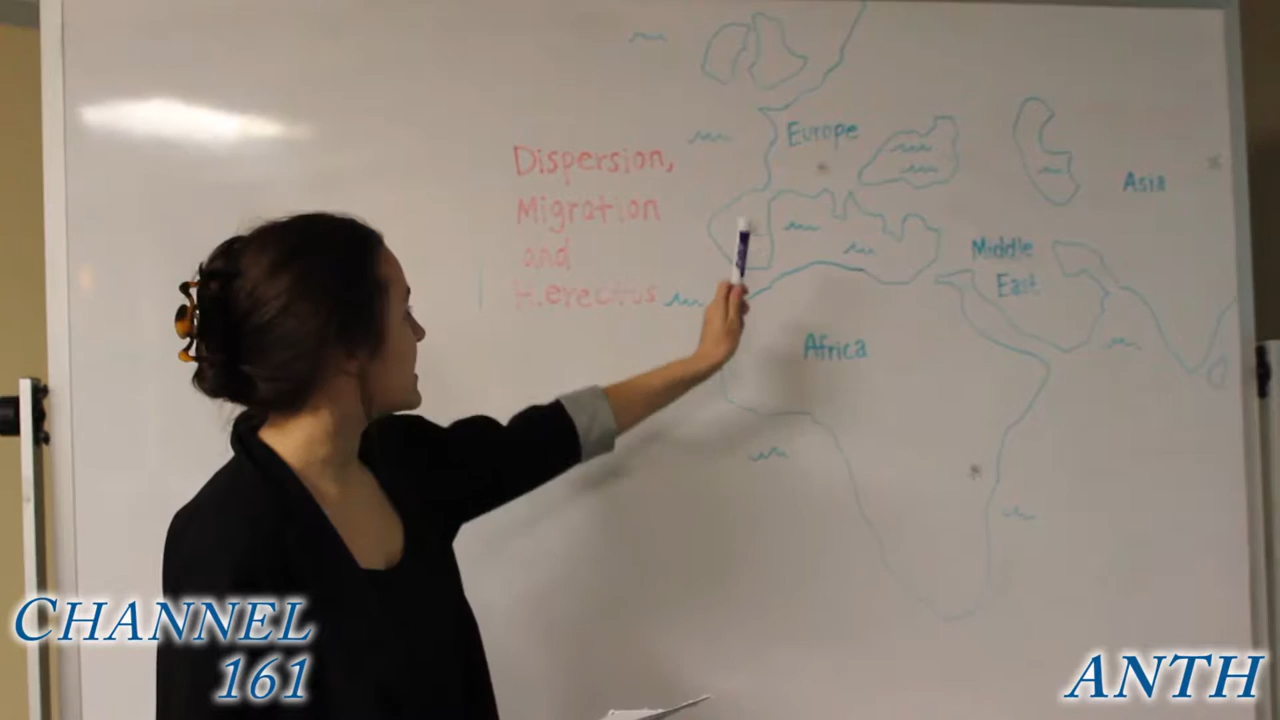 Dispersion,
Migration
and
H. erectus
Europe
Asia
Middle
East
Africa
CHANNEL
161
ANTH